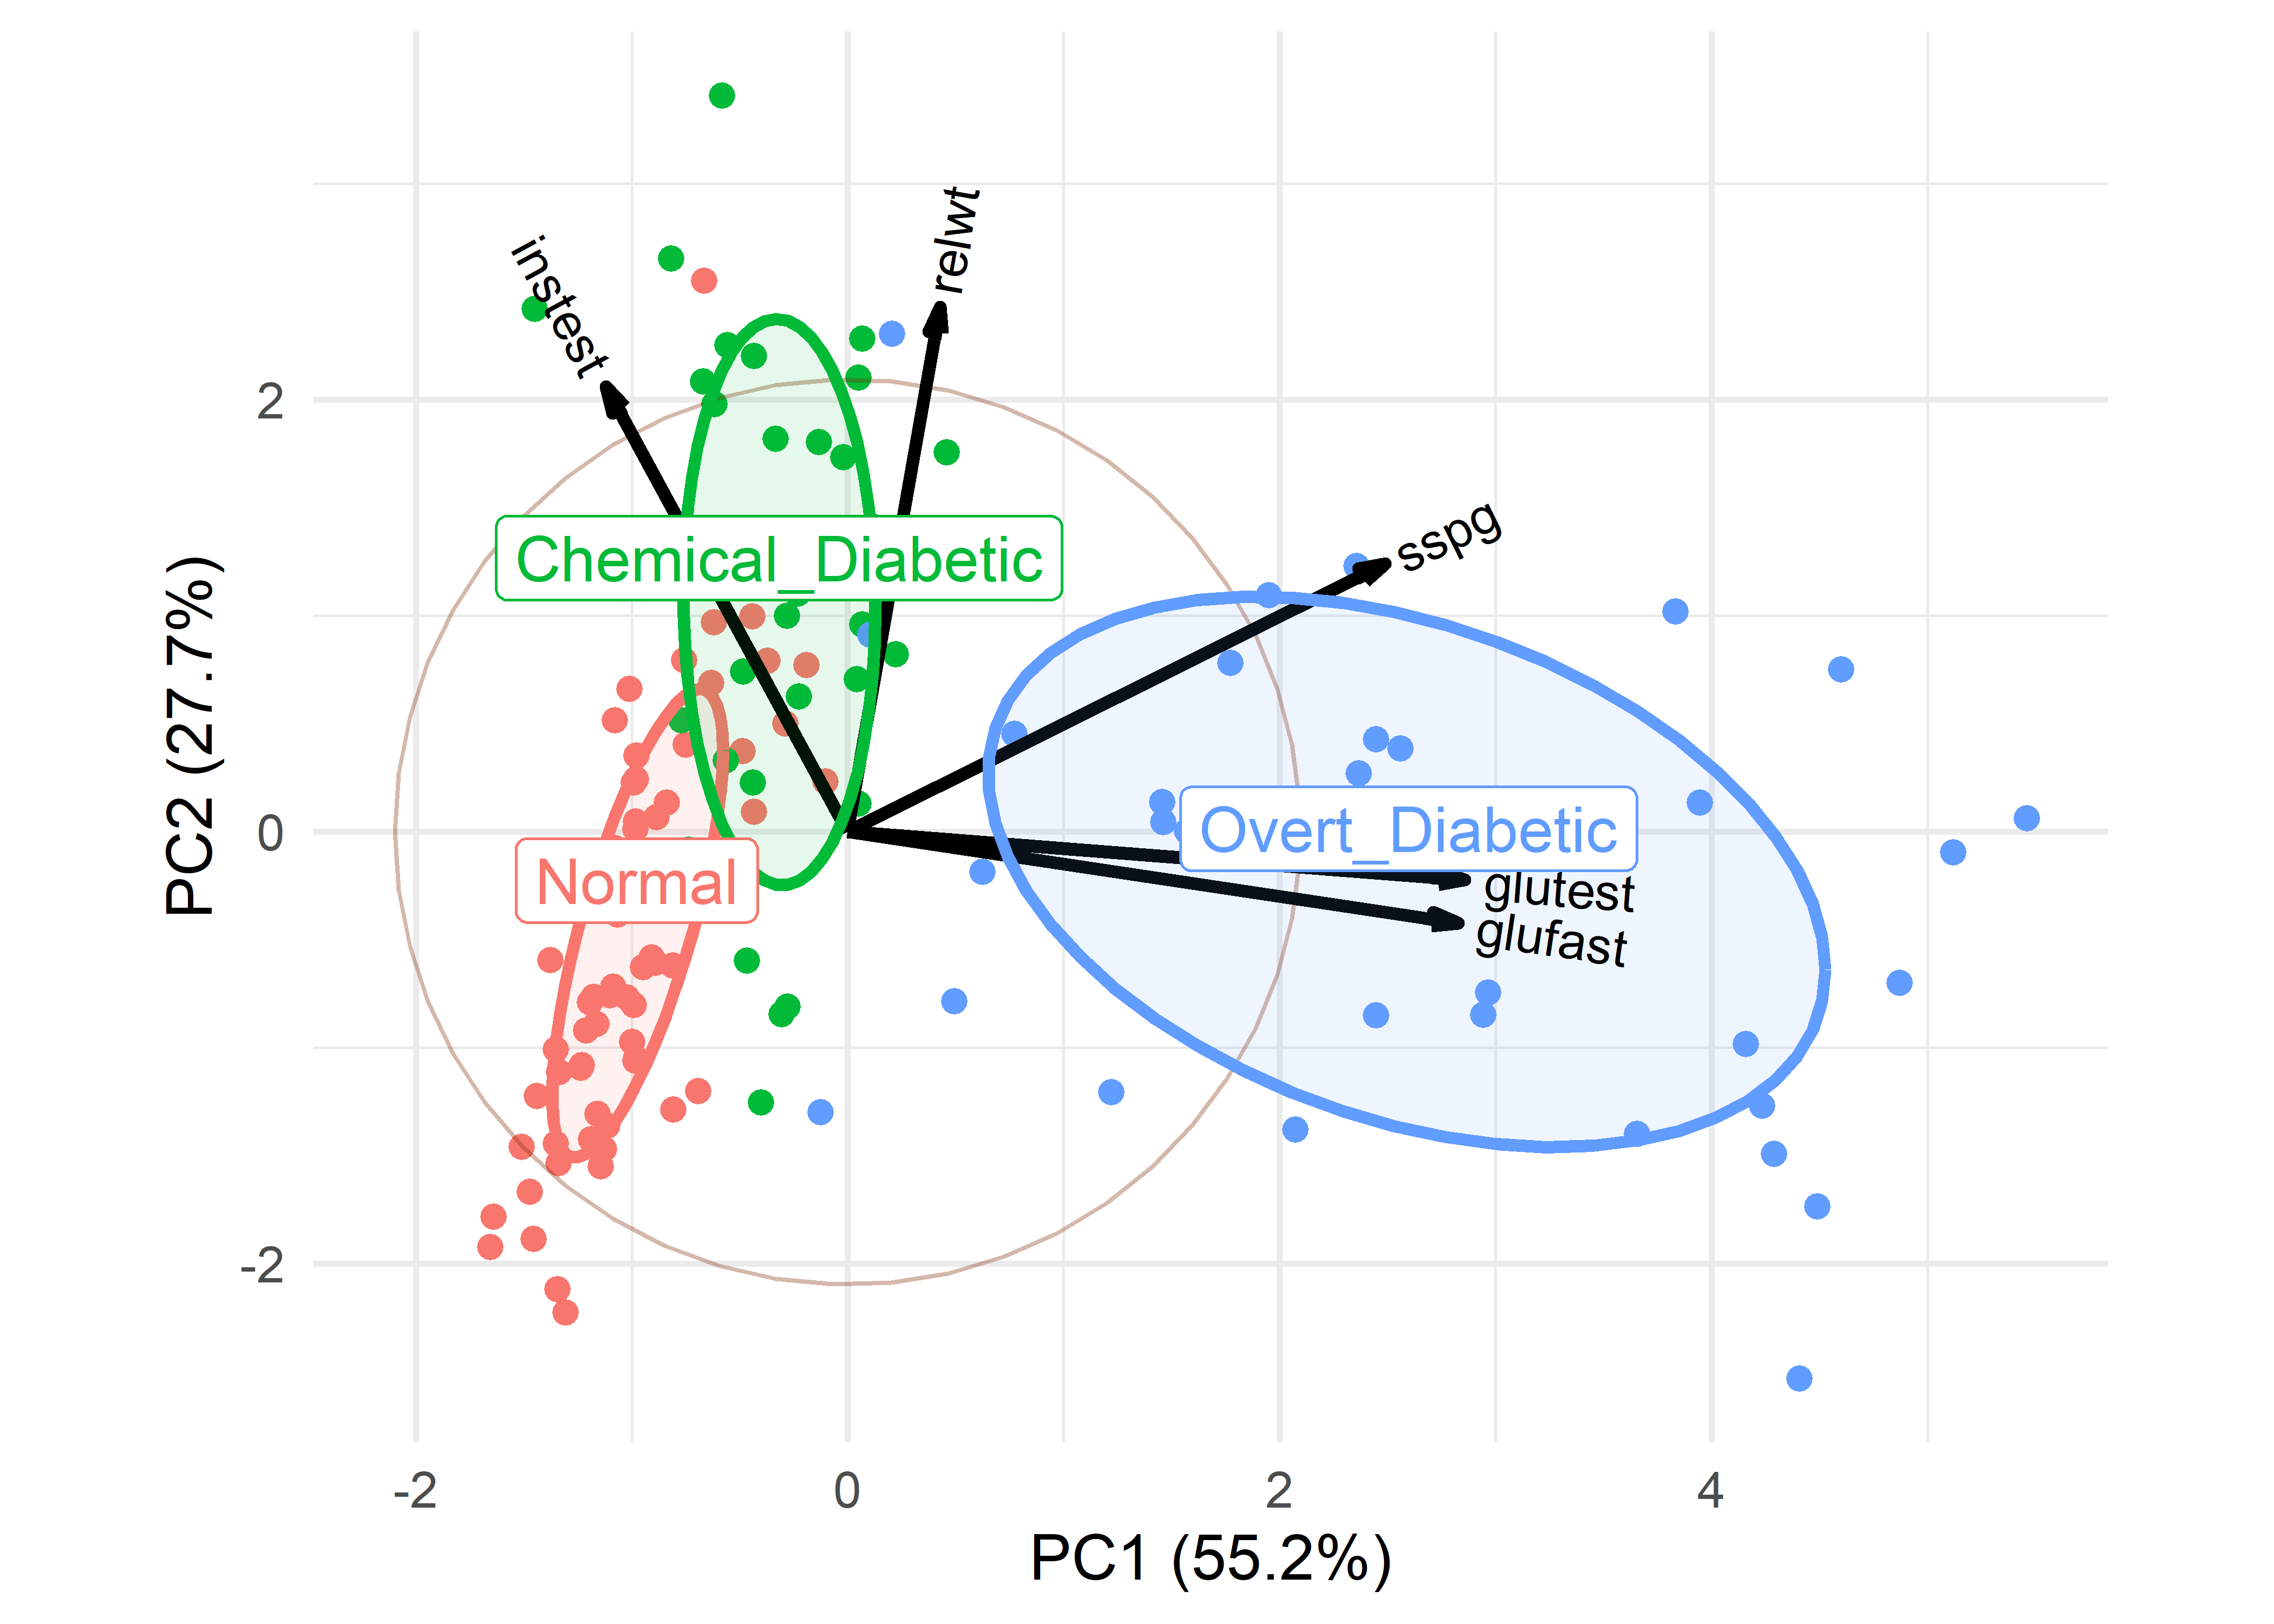 instest
relwt
2
sspg
Chemical_Diabetic
PC2 (27.7%)
0
Overt_Diabetic
Normal
glutest
glufast
-2
-2
0
2
4
PC1 (55.2%)